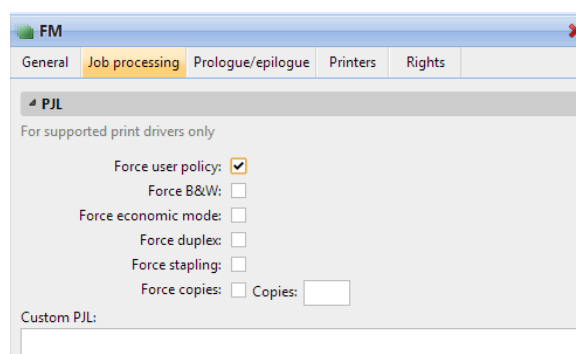 FM
General Job processing Prologue/epilogue Printers Rights
PJL
For supported print drivers only
Force user policy:
Force B&W:
Force economic mode:
Force duplex:
Force stapling:
Force copies: Copies:
Custom PJL: